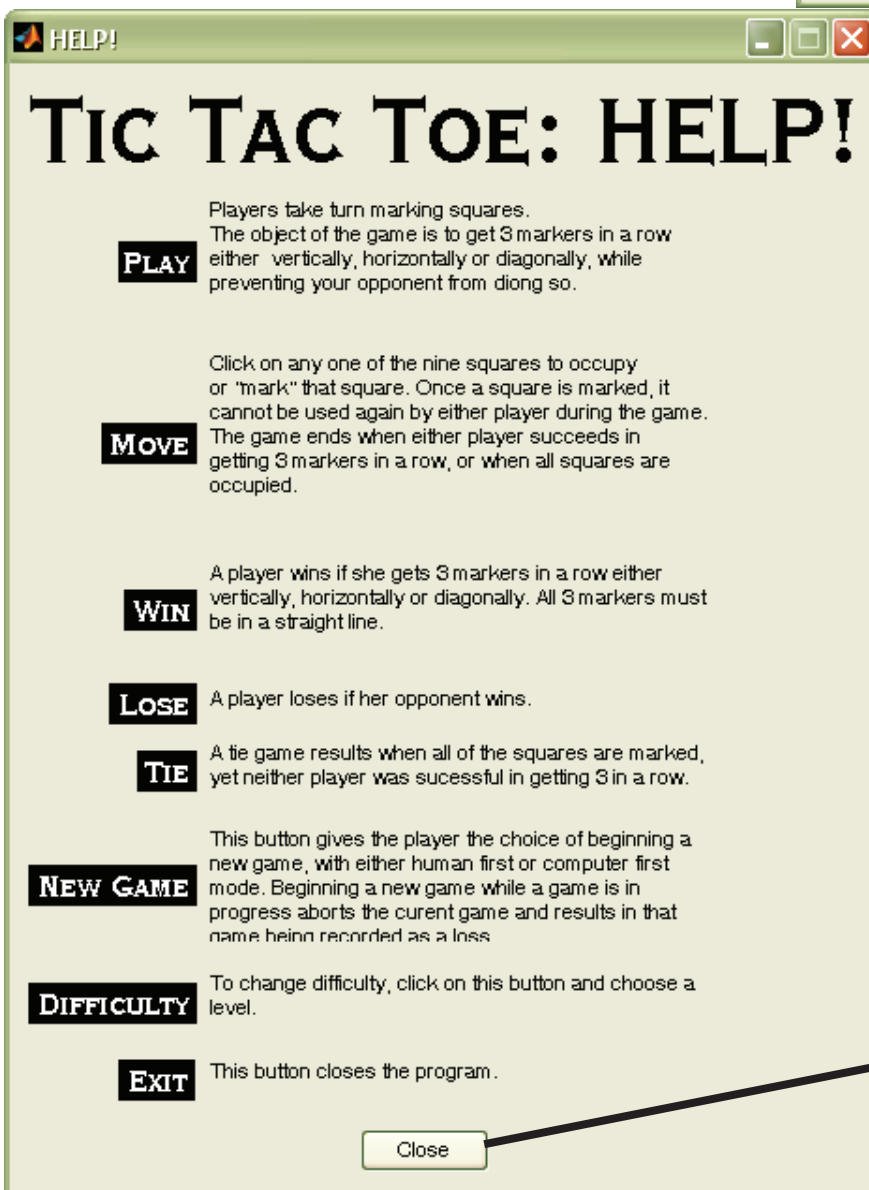 HELP!
TIC TAC TOE: HELP!
PLAY
Players take turn marking squares.
The object of the game is to get 3 markers in a row
either vertically, horizontally or diagonally, while
preventing your opponent from diong so.
MOVE
Click on any one of the nine squares to occupy
or "mark" that square. Once a square is marked, it
cannot be used again by either player during the game.
The game ends when either player succeeds in
getting 3 markers in a row, or when all squares are
occupied.
WIN
A player wins if she gets 3 markers in a row either
vertically, horizontally or diagonally. All 3 markers must
be in a straight line.
LOSE
A player loses if her opponent wins.
TIE
A tie game results when all of the squares are marked,
yet neither player was sucessful in getting 3 in a row.
NEW GAME
This button gives the player the choice of beginning a
new game, with either human first or computer first
mode. Beginning a new game while a game is in
progress aborts the curent game and results in that
game being recorded as a loss
DIFFICULTY
To change difficulty, click on this button and choose a
level.
EXIT
This button closes the program.
Close